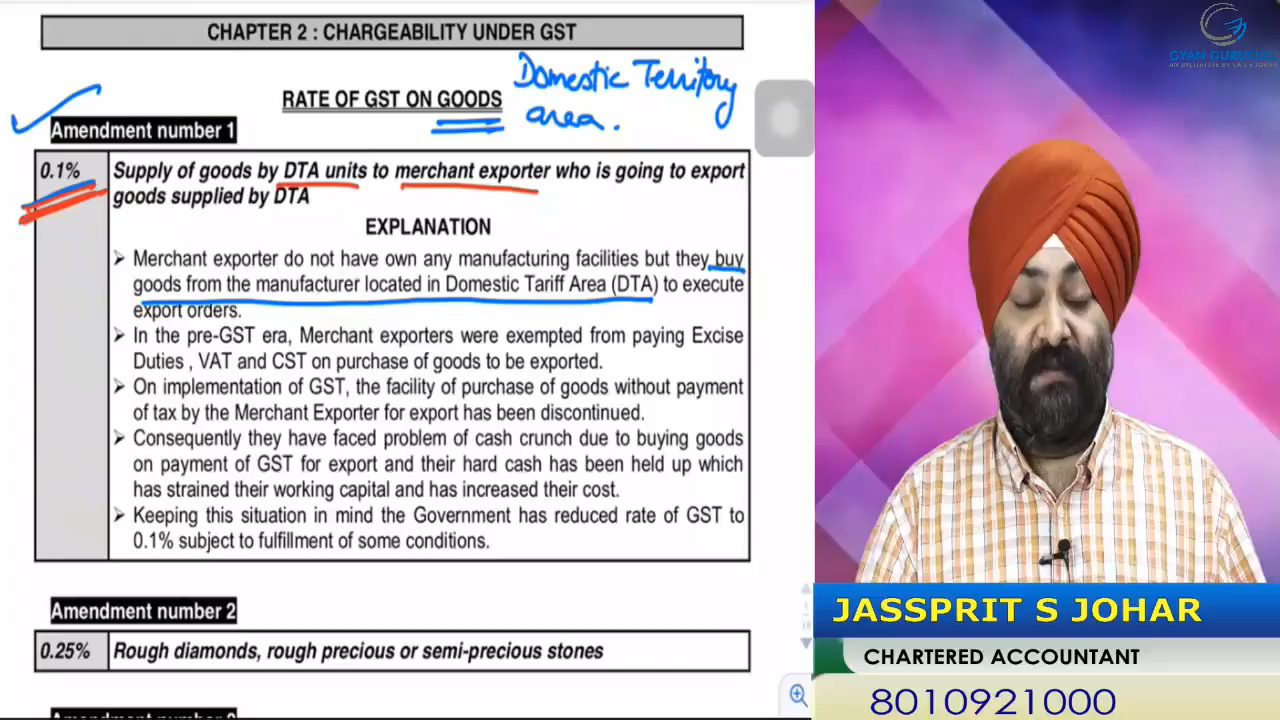 CHAPTER 2 : CHARGEABILITY UNDER GST
GYAN GURUKUL
AN INITIATIVE BY CA J S JOHAR
Domestic Territory
area.
RATE OF GST ON GOODS
Amendment number 1
0.1% Supply of goods by DTA units to merchant exporter who is going to export
goods supplied by DTA
EXPLANATION
➤ Merchant exporter do not have own any manufacturing facilities but they buy
goods from the manufacturer located in Domestic Tariff Area (DTA) to execute
export orders.
➤ In the pre-GST era, Merchant exporters were exempted from paying Excise
Duties , VAT and CST on purchase of goods to be exported.
➤ On implementation of GST, the facility of purchase of goods without payment
of tax by the Merchant Exporter for export has been discontinued.
➤ Consequently they have faced problem of cash crunch due to buying goods
on payment of GST for export and their hard cash has been held up which
has strained their working capital and has increased their cost.
➤ Keeping this situation in mind the Government has reduced rate of GST to
0.1% subject to fulfillment of some conditions.
Amendment number 2
0.25% Rough diamonds, rough precious or semi-precious stones
JASSPRIT S JOHAR
CHARTERED ACCOUNTANT
8010921000